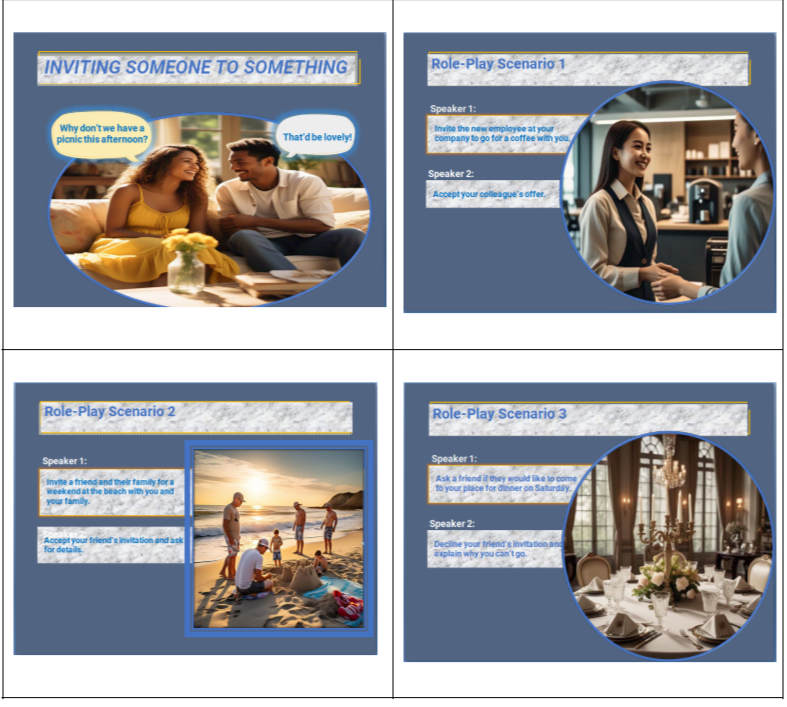 INVITING SOMEONE TO SOMETHING
Why don't we have a
picnic this afternoon?
That'd be lovely!
Role-Play Scenario 1
Speaker 1:
Invite the new employee at your
company to go for a coffee with you.
Speaker 2:
Accept your colleague's offer.
Role-Play Scenario 2
Speaker 1:
Invite a friend and their family for a
weekend at the beach with you and
your family.
Accept your friend's invitation and ask
for details.
Role-Play Scenario 3
Speaker 1:
Ask a friend if they would like to come
to your place for dinner on Saturday.
Speaker 2:
Decline your friend's invitation and
explain why you can't go.